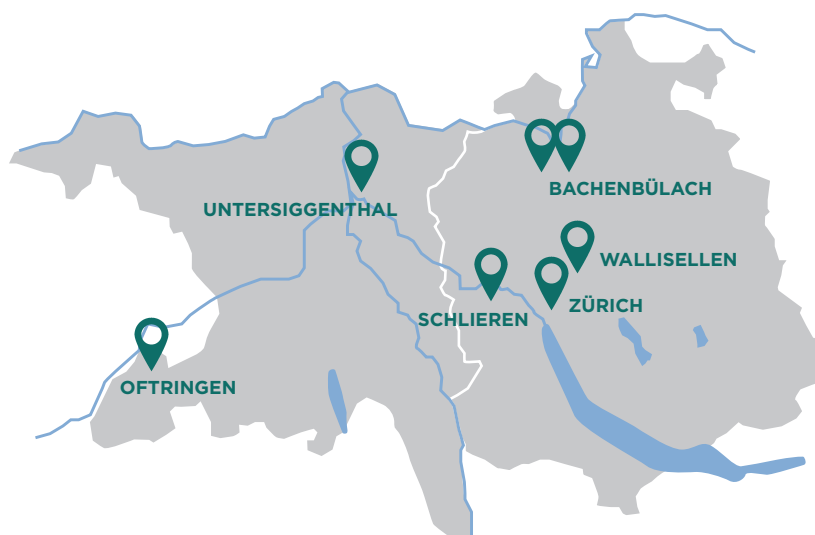 BACHENBÜLACH
UNTERSIGGENTHAL
WALLISELLEN
ZÜRICH
SCHLIEREN
OFTRINGEN